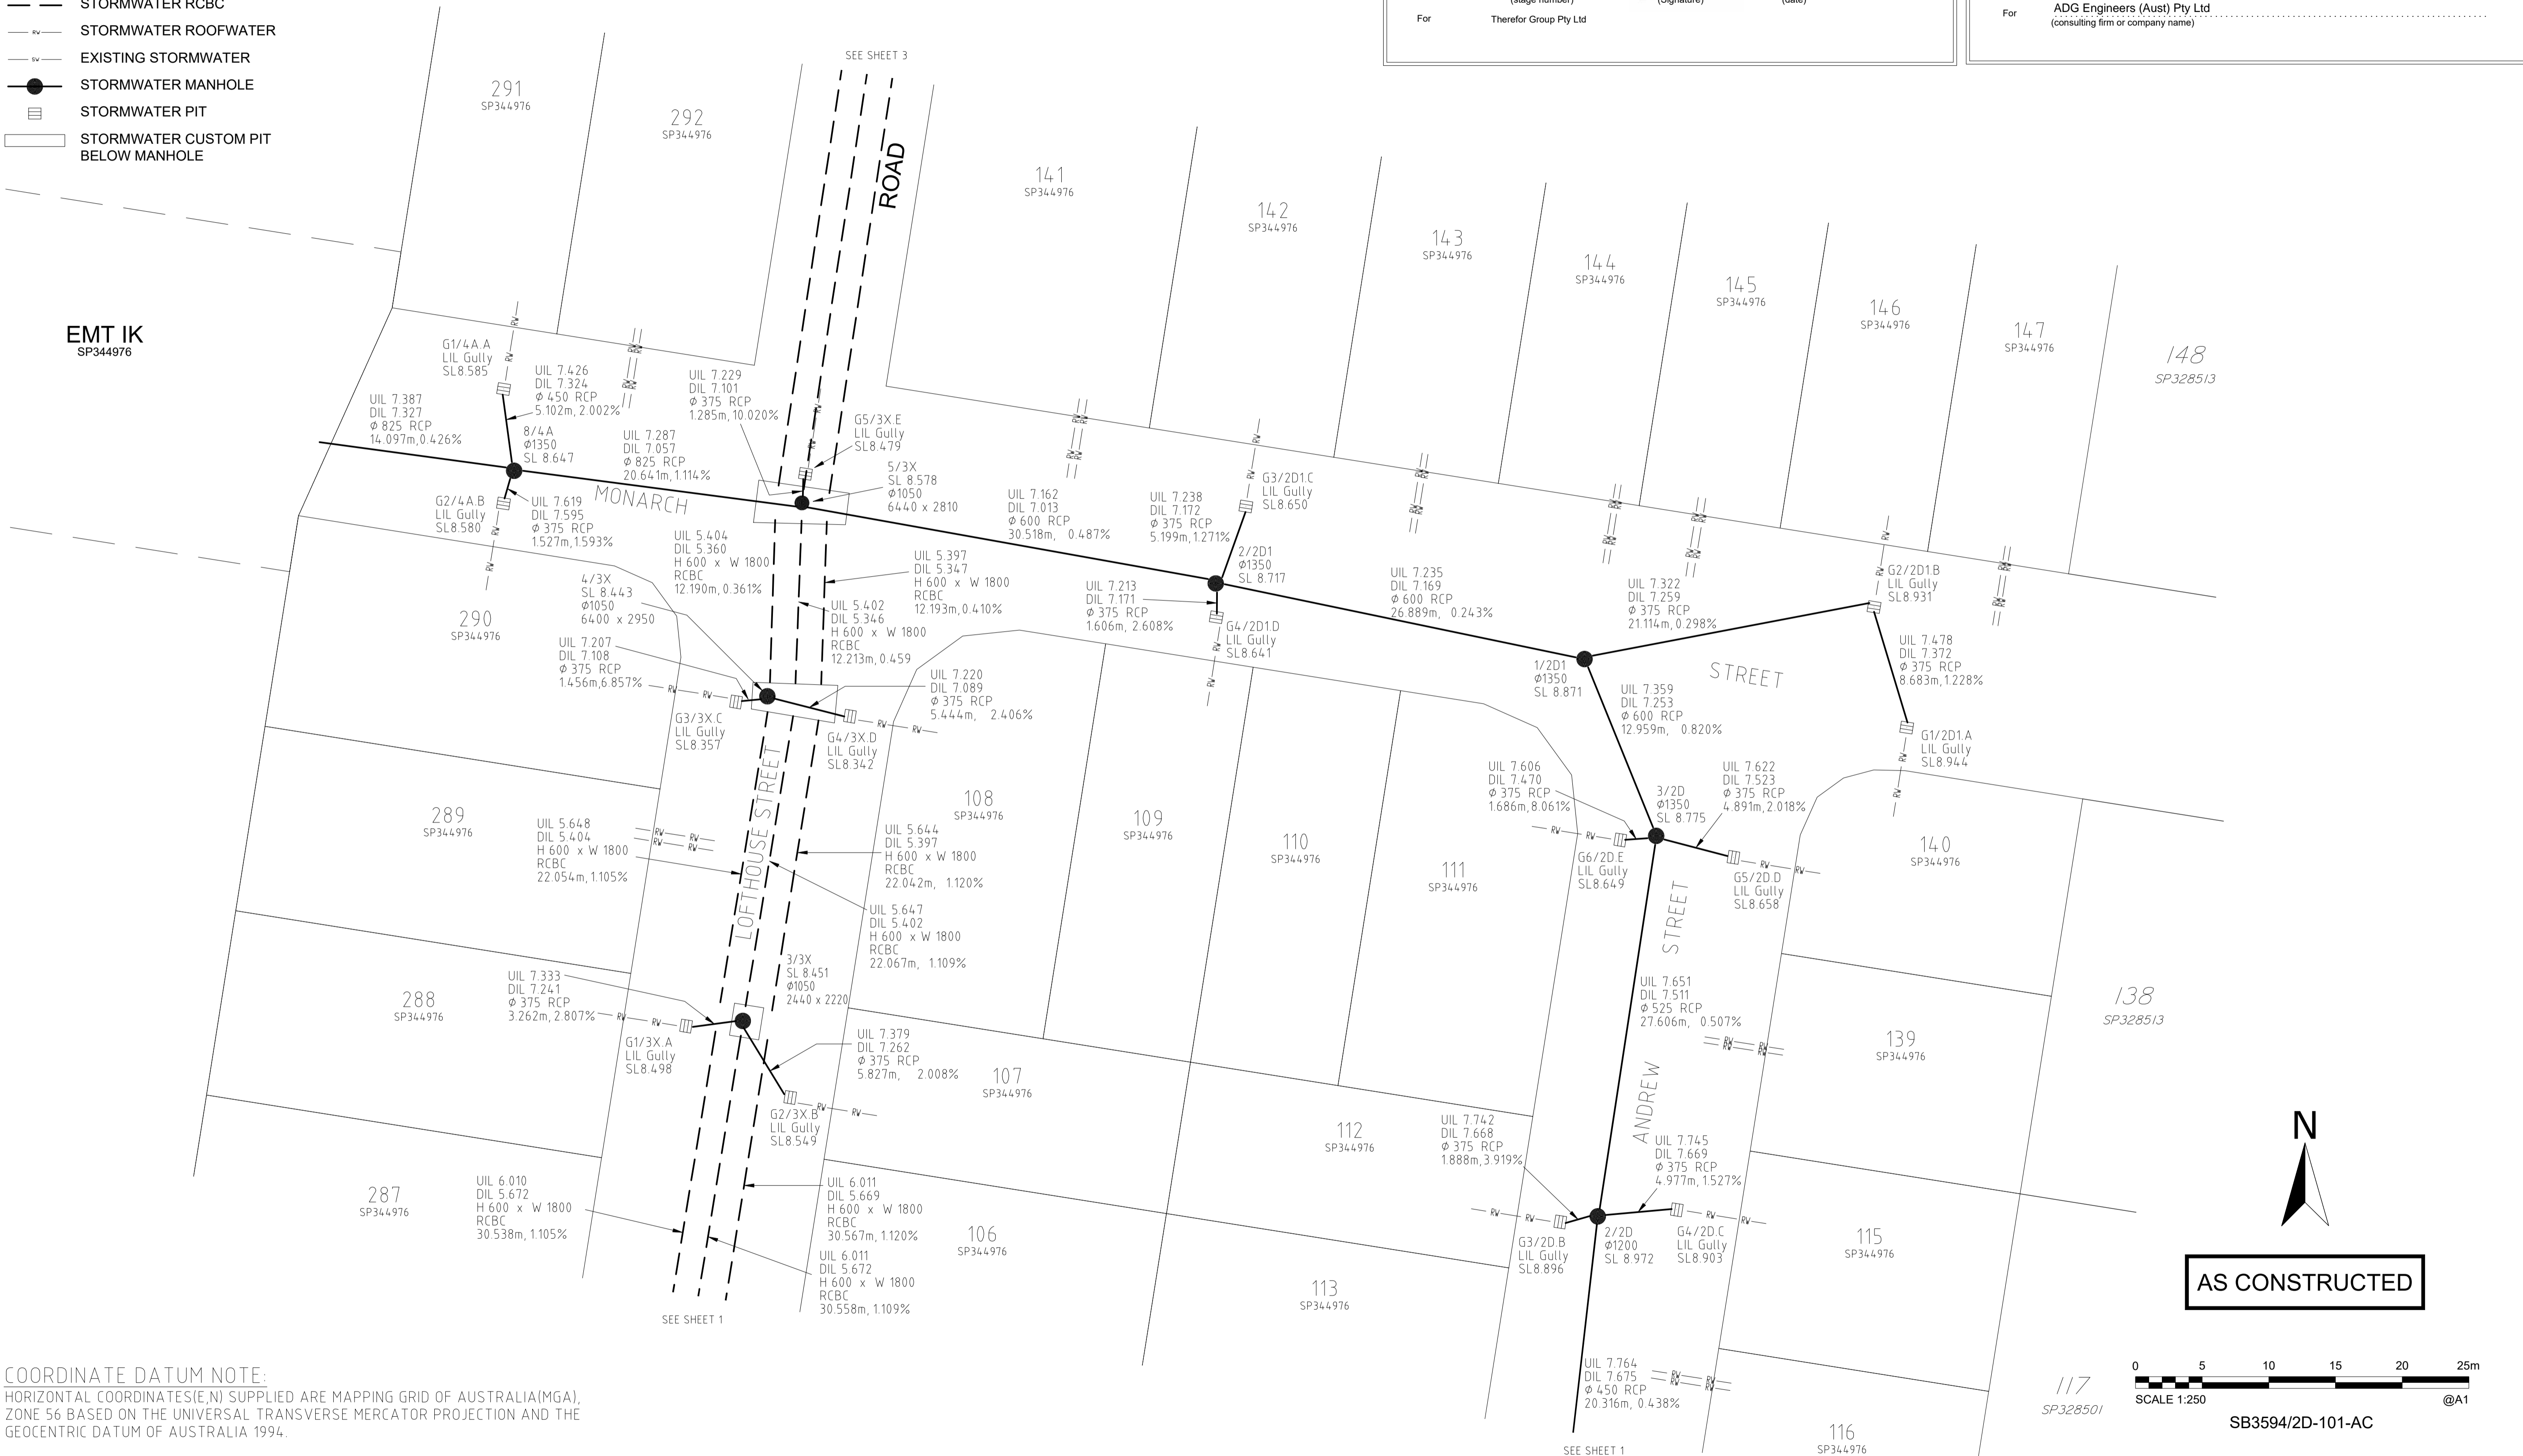 STORMWATER RCBC
RW
STORMWATER ROOFWATER
SW
EXISTING STORMWATER
STORMWATER MANHOLE
STORMWATER PIT
STORMWATER CUSTOM PIT
BELOW MANHOLE
(stage number) (Signature) (date)
For Therefor Group Pty Ltd
For ADG Engineers (Aust) Pty Ltd
(consulting firm or company name)
SEE SHEET 3
ROAD
291
SP344976
292
SP344976
141
SP344976
142
SP344976
143
SP344976
144
SP344976
145
SP344976
146
SP344976
147
SP344976
148
SP328513
EMT IK
SP344976
G1/4A.A
LIL Gully
SL8.585
UIL 7.426
DIL 7.324
Φ 450 RCP
5.102m, 2.002%
UIL 7.387
DIL 7.327
Φ 825 RCP
14.097m, 0.426%
8/4A
Φ1350
SL 8.647
UIL 7.287
DIL 7.057
Φ 825 RCP
20.641m, 1.114%
UIL 7.229
DIL 7.101
Φ 375 RCP
1.285m, 10.020%
G5/3X.E
LIL Gully
SL8.479
5/3X
SL 8.578
Φ1050
6440 x 2810
G2/4A.B
LIL Gully
SL8.580
UIL 7.619
DIL 7.595
Φ 375 RCP
1.527m, 1.593%
MONARCH
UIL 7.162
DIL 7.013
Φ 600 RCP
30.518m, 0.487%
UIL 7.238
DIL 7.172
Φ 375 RCP
5.199m, 1.271%
G3/2D1.C
LIL Gully
SL8.650
2/2D1
Φ1350
SL 8.717
UIL 5.404
DIL 5.360
H 600 x W 1800
RCBC
12.190m, 0.361%
UIL 5.397
DIL 5.347
H 600 x W 1800
RCBC
12.193m, 0.410%
UIL 5.402
DIL 5.346
H 600 x W 1800
RCBC
12.213m, 0.459
4/3X
SL 8.443
Φ1050
6400 x 2950
290
SP344976
UIL 7.213
DIL 7.171
Φ 375 RCP
1.606m, 2.608%
G4/2D1.D
LIL Gully
SL8.641
UIL 7.235
DIL 7.169
Φ 600 RCP
26.889m, 0.243%
UIL 7.322
DIL 7.259
Φ 375 RCP
21.114m, 0.298%
G2/2D1.B
LIL Gully
SL8.931
UIL 7.478
DIL 7.372
Φ 375 RCP
8.683m, 1.228%
G1/2D1.A
LIL Gully
SL8.944
1/2D1
Φ1350
SL 8.871
STREET
UIL 7.359
DIL 7.253
Φ 600 RCP
12.959m, 0.820%
UIL 7.207
DIL 7.108
Φ 375 RCP
1.456m, 6.857%
G3/3X.C
LIL Gully
SL8.357
UIL 7.220
DIL 7.089
Φ 375 RCP
5.444m, 2.406%
G4/3X.D
LIL Gully
SL8.342
UIL 7.606
DIL 7.470
Φ 375 RCP
1.686m, 8.061%
3/2D
Φ1350
SL 8.775
UIL 7.622
DIL 7.523
Φ 375 RCP
4.891m, 2.018%
G6/2D.E
LIL Gully
SL8.649
G5/2D.D
LIL Gully
SL8.658
289
SP344976
108
SP344976
109
SP344976
110
SP344976
111
SP344976
140
SP344976
UIL 5.648
DIL 5.404
H 600 x W 1800
RCBC
22.054m, 1.105%
LOFTHOUSE STREET
UIL 5.644
DIL 5.397
H 600 x W 1800
RCBC
22.042m, 1.120%
UIL 5.647
DIL 5.402
H 600 x W 1800
RCBC
22.067m, 1.109%
3/3X
SL 8.451
Φ1050
2440 x 2220
288
SP344976
UIL 7.333
DIL 7.241
Φ 375 RCP
3.262m, 2.807%
G1/3X.A
LIL Gully
SL8.498
UIL 7.379
DIL 7.262
Φ 375 RCP
5.827m, 2.008%
G2/3X.B
LIL Gully
SL8.549
107
SP344976
STREET
ANDREW
UIL 7.651
DIL 7.511
Φ 525 RCP
27.606m, 0.507%
139
SP344976
138
SP328513
287
SP344976
UIL 6.010
DIL 5.672
H 600 x W 1800
RCBC
30.538m, 1.105%
UIL 6.011
DIL 5.669
H 600 x W 1800
RCBC
30.567m, 1.120%
UIL 6.011
DIL 5.672
H 600 x W 1800
RCBC
30.558m, 1.109%
106
SP344976
112
SP344976
113
SP344976
UIL 7.742
DIL 7.668
Φ 375 RCP
1.888m, 3.919%
UIL 7.745
DIL 7.669
Φ 375 RCP
4.977m, 1.527%
G3/2D.B
LIL Gully
SL8.896
2/2D
Φ1200
SL 8.972
G4/2D.C
LIL Gully
SL8.903
115
SP344976
SEE SHEET 1
UIL 7.764
DIL 7.675
Φ 450 RCP
20.316m, 0.438%
SEE SHEET 1
116
SP344976
117
SP328501
N
AS CONSTRUCTED
0 5 10 15 20 25m
SCALE 1:250 @A1
SB3594/2D-101-AC
COORDINATE DATUM NOTE:
HORIZONTAL COORDINATES(E,N) SUPPLIED ARE MAPPING GRID OF AUSTRALIA(MGA),
ZONE 56 BASED ON THE UNIVERSAL TRANSVERSE MERCATOR PROJECTION AND THE
GEOCENTRIC DATUM OF AUSTRALIA 1994.